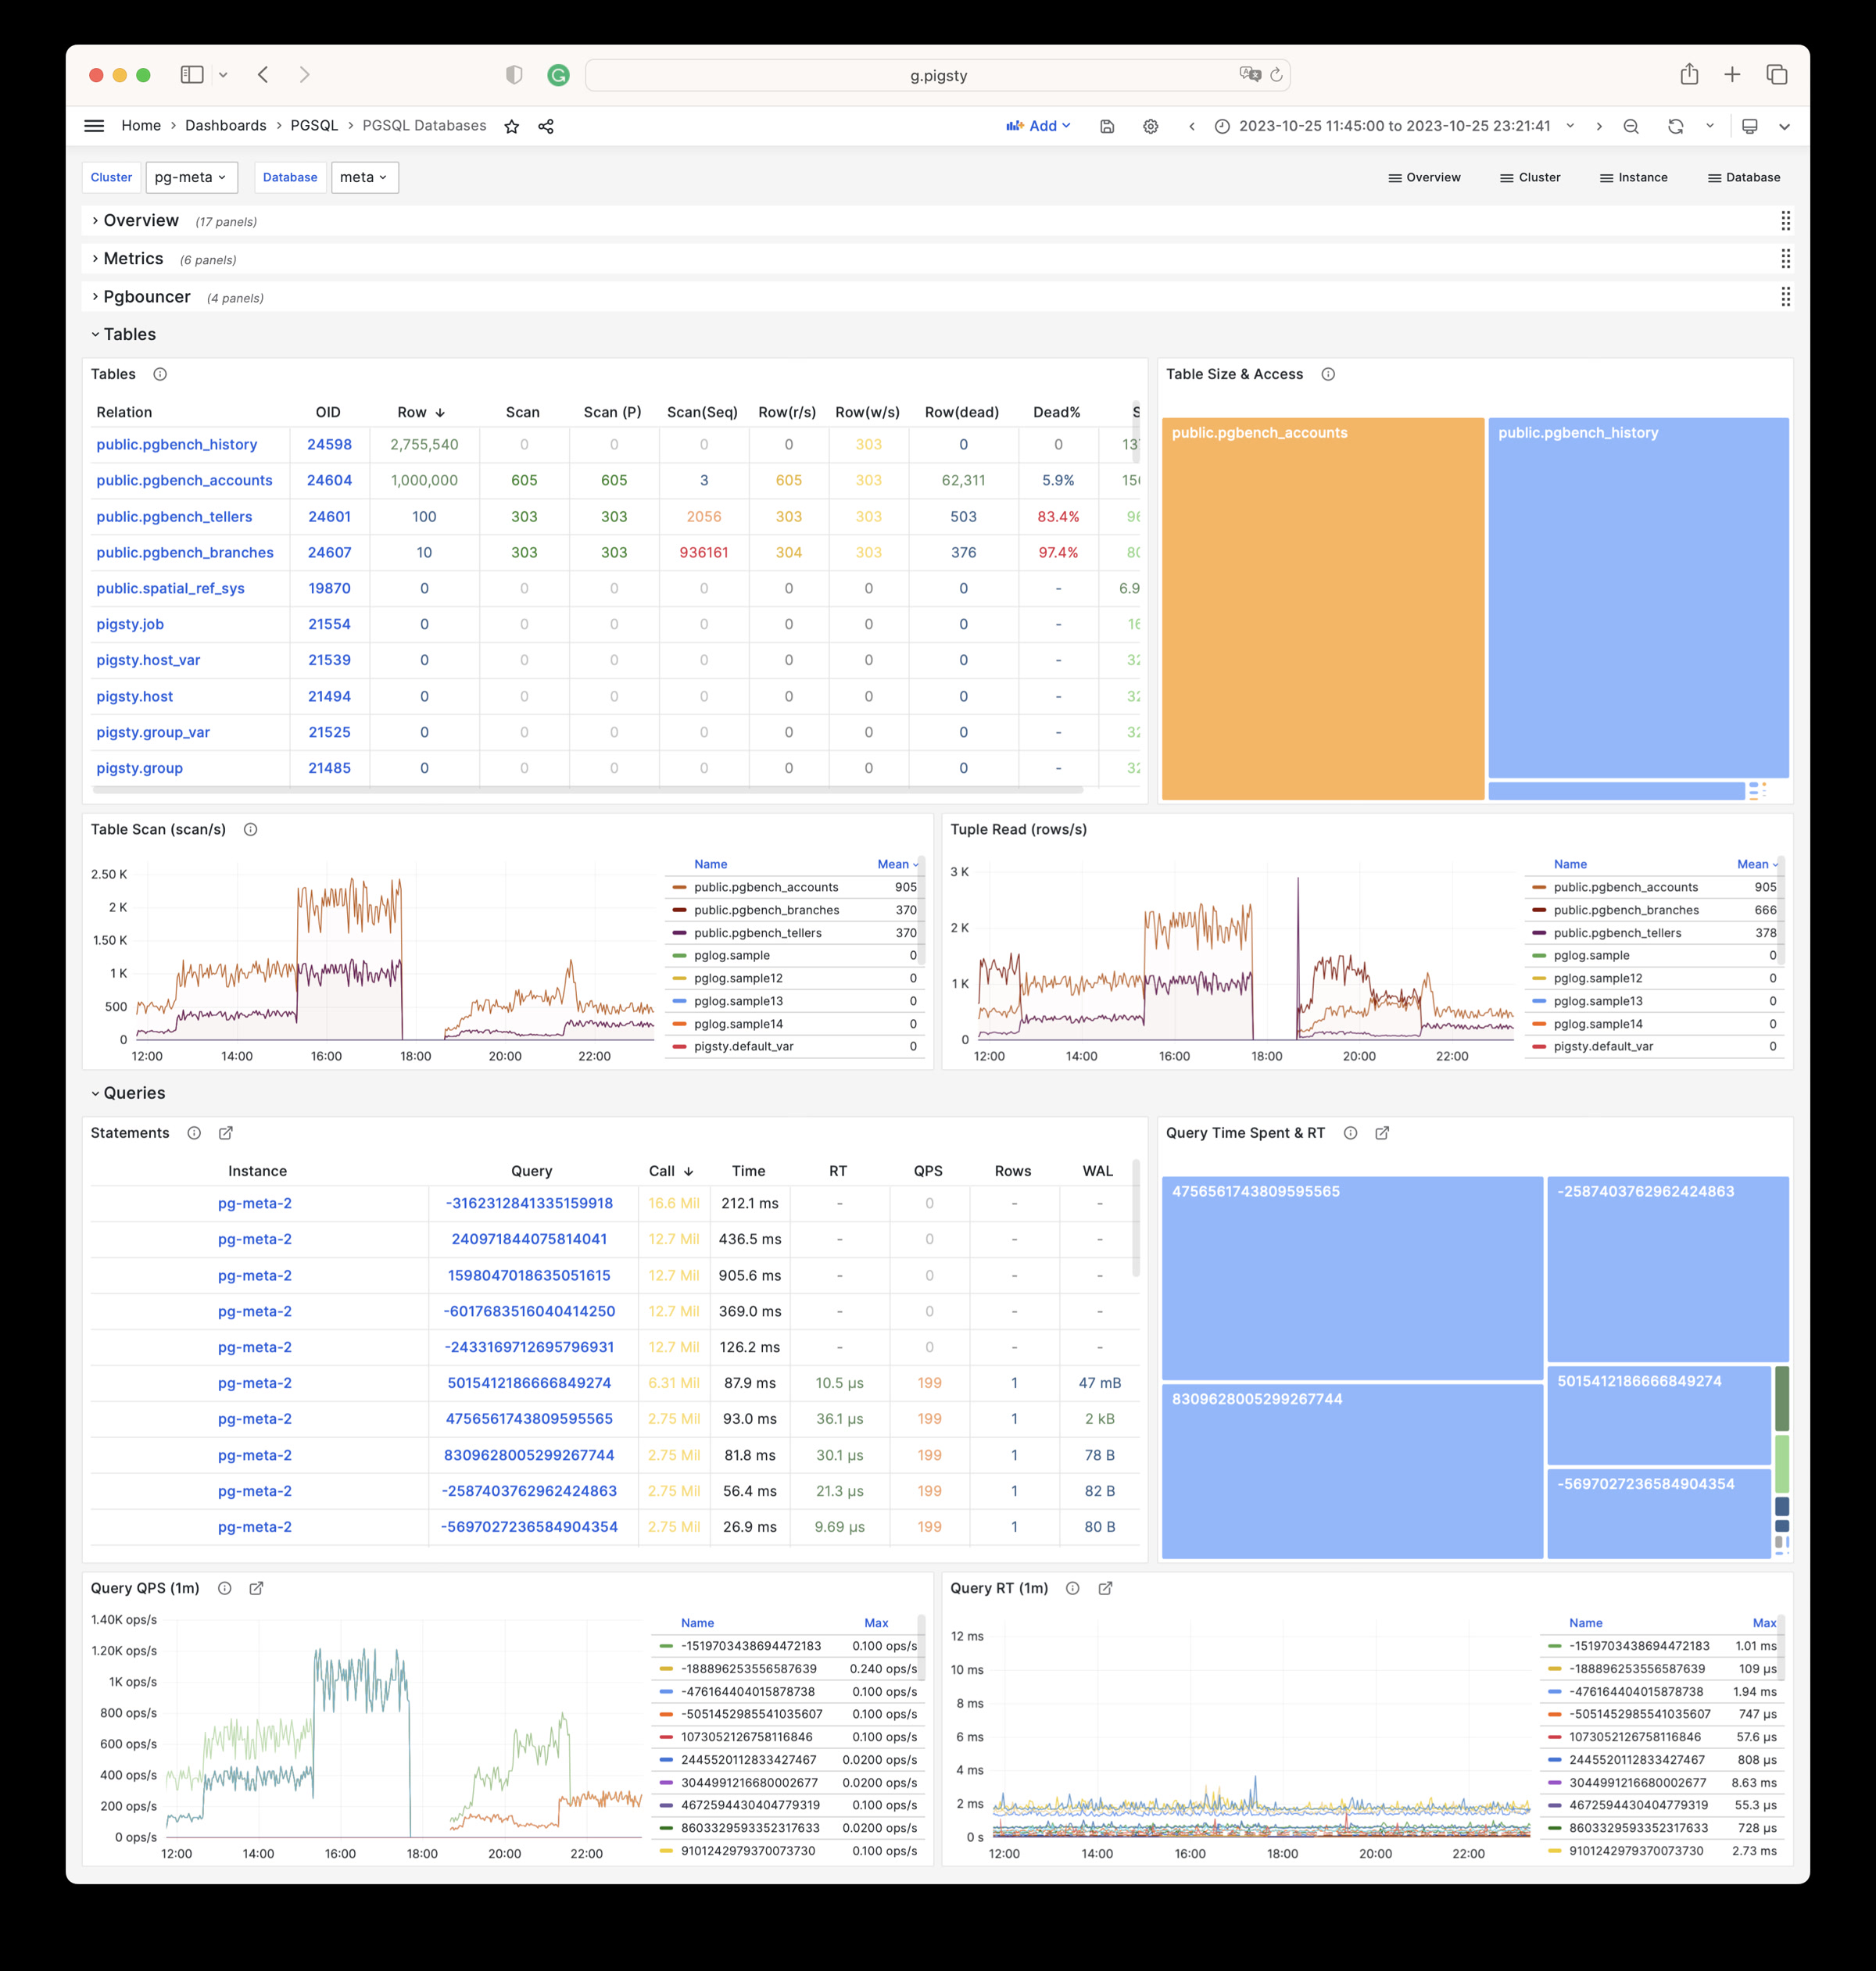 g.pigsty
Home › Dashboards › PGSQL › PGSQL Databases
Add
2023-10-25 11:45:00 to 2023-10-25 23:21:41
Cluster pg-meta Database meta
Overview Cluster Instance Database
Overview (17 panels)
Metrics (6 panels)
Pgbouncer (4 panels)
Tables
Tables
Relation OID Row Scan Scan (P) Scan(Seq) Row(r/s) Row(w/s) Row(dead) Dead%
public.pgbench_history 24598 2,755,540 0 0 0 0 303 0 0
public.pgbench_accounts 24604 1,000,000 605 605 3 605 303 62,311 5.9%
public.pgbench_tellers 24601 100 303 303 2056 303 303 503 83.4%
public.pgbench_branches 24607 10 303 303 936161 304 303 376 97.4%
public.spatial_ref_sys 19870 0 0 0 0 0 0 0 -
pigsty.job 21554 0 0 0 0 0 0 0 -
pigsty.host_var 21539 0 0 0 0 0 0 0 -
pigsty.host 21494 0 0 0 0 0 0 0 -
pigsty.group_var 21525 0 0 0 0 0 0 0 -
pigsty.group 21485 0 0 0 0 0 0 0 -
Table Size & Access
public.pgbench_accounts
public.pgbench_history
Table Scan (scan/s)
2.50 K
2 K
1.50 K
1 K
500
0
12:00 14:00 16:00 18:00 20:00 22:00
Name Mean
public.pgbench_accounts 905
public.pgbench_branches 370
public.pgbench_tellers 370
pglog.sample 0
pglog.sample12 0
pglog.sample13 0
pglog.sample14 0
pigsty.default_var 0
Tuple Read (rows/s)
3 K
2 K
1 K
0
12:00 14:00 16:00 18:00 20:00 22:00
Name Mean
public.pgbench_accounts 905
public.pgbench_branches 666
public.pgbench_tellers 378
pglog.sample 0
pglog.sample12 0
pglog.sample13 0
pglog.sample14 0
pigsty.default_var 0
Queries
Statements
Instance Query Call Time RT QPS Rows WAL
pg-meta-2 -3162312841335159918 16.6 Mil 212.1 ms - 0 - -
pg-meta-2 240971844075814041 12.7 Mil 436.5 ms - 0 - -
pg-meta-2 1598047018635051615 12.7 Mil 905.6 ms - 0 - -
pg-meta-2 -6017683516040414250 12.7 Mil 369.0 ms - 0 - -
pg-meta-2 -2433169712695796931 12.7 Mil 126.2 ms - 0 - -
pg-meta-2 5015412186666849274 6.31 Mil 87.9 ms 10.5 µs 199 1 47 mB
pg-meta-2 4756561743809595565 2.75 Mil 93.0 ms 36.1 µs 199 1 2 kB
pg-meta-2 8309628005299267744 2.75 Mil 81.8 ms 30.1 µs 199 1 78 B
pg-meta-2 -2587403762962424863 2.75 Mil 56.4 ms 21.3 µs 199 1 82 B
pg-meta-2 -5697027236584904354 2.75 Mil 26.9 ms 9.69 µs 199 1 80 B
Query Time Spent & RT
4756561743809595565
-2587403762962424863
5015412186666849274
8309628005299267744
-5697027236584904354
Query QPS (1m)
1.40K ops/s
1.20K ops/s
1K ops/s
800 ops/s
600 ops/s
400 ops/s
200 ops/s
0 ops/s
12:00 14:00 16:00 18:00 20:00 22:00
Name Max
-1519703438694472183 0.100 ops/s
-188896253556587639 0.240 ops/s
-476164404015878738 0.100 ops/s
-5051452985541035607 0.100 ops/s
1073052126758116846 0.100 ops/s
2445520112833427467 0.0200 ops/s
3044991216680002677 0.0200 ops/s
4672594430404779319 0.100 ops/s
8603329593352317633 0.0200 ops/s
9101242979370073730 0.100 ops/s
Query RT (1m)
12 ms
10 ms
8 ms
6 ms
4 ms
2 ms
0 s
12:00 14:00 16:00 18:00 20:00 22:00
Name Max
-1519703438694472183 1.01 ms
-188896253556587639 109 µs
-476164404015878738 1.94 ms
-5051452985541035607 747 µs
1073052126758116846 57.6 µs
2445520112833427467 808 µs
3044991216680002677 8.63 ms
4672594430404779319 55.3 µs
8603329593352317633 728 µs
9101242979370073730 2.73 ms